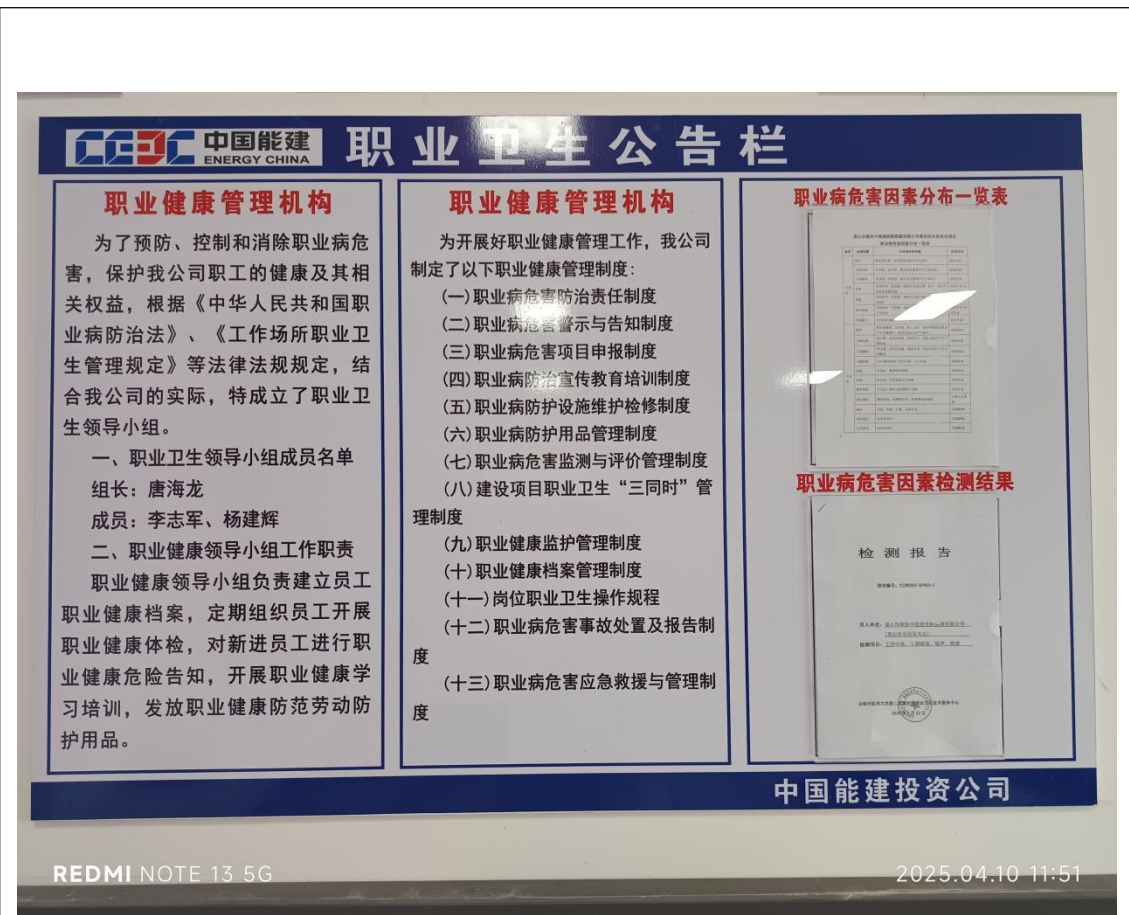 CEEC 中国能建
ENERGY CHINA
职业卫生公告栏
职业健康管理机构
为了预防、控制和消除职业病危
害，保护我公司职工的健康及其相
关权益，根据《中华人民共和国职
业病防治法》、《工作场所职业卫
生管理规定》等法律法规规定，结
合我公司的实际，特成立了职业卫
生领导小组。
一、职业卫生领导小组成员名单
组长：唐海龙
成员：李志军、杨建辉
二、职业健康领导小组工作职责
职业健康领导小组负责建立员工
职业健康档案，定期组织员工开展
职业健康体检，对新进员工进行职
业健康危险告知，开展职业健康学
习培训，发放职业健康防范劳动防
护用品。
职业健康管理机构
为开展好职业健康管理工作，我公司
制定了以下职业健康管理制度：
(一)职业病危害防治责任制度
(二)职业病危害警示与告知制度
(三)职业病危害项目申报制度
(四)职业病防治宣传教育培训制度
(五)职业病防护设施维护检修制度
(六)职业病防护用品管理制度
(七)职业病危害监测与评价管理制度
(八)建设项目职业卫生“三同时”管
理制度
(九)职业健康监护管理制度
(十)职业健康档案管理制度
(十一)岗位职业卫生操作规程
(十二)职业病危害事故处置及报告制
度
(十三)职业病危害应急救援与管理制
度
职业病危害因素分布一览表
职业病危害因素检测结果
检测报告
中国能建投资公司
REDMI NOTE 13 5G
2025.04.10 11:51